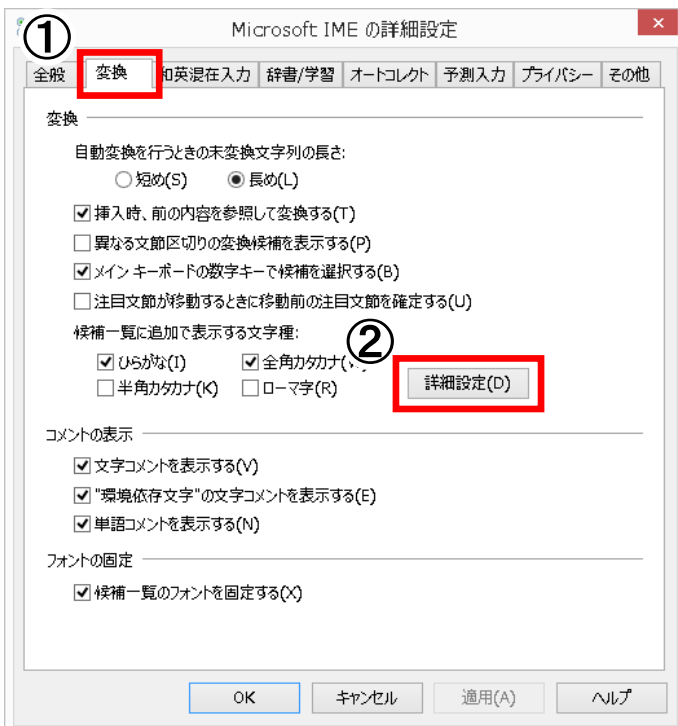 Microsoft IME の詳細設定
①
全般 変換 和英混在入力 辞書/学習 オートコレクト 予測入力 プライバシー その他
変換
自動変換を行うときの未変換文字列の長さ:
短め(S) 長め(L)
挿入時、前の内容を参照して変換する(T)
異なる文節区切りの変換候補を表示する(P)
メイン キーボードの数字キーで候補を選択する(B)
注目文節が移動するときに移動前の注目文節を確定する(U)
候補一覧に追加で表示する文字種:
②
ひらがな(I) 全角カタカナ
半角カタカナ(K) ローマ字(R) 詳細設定(D)
コメントの表示
文字コメントを表示する(V)
"環境依存文字"の文字コメントを表示する(E)
単語コメントを表示する(N)
フォントの固定
候補一覧のフォントを固定する(X)
OK キャンセル 適用(A) ヘルプ